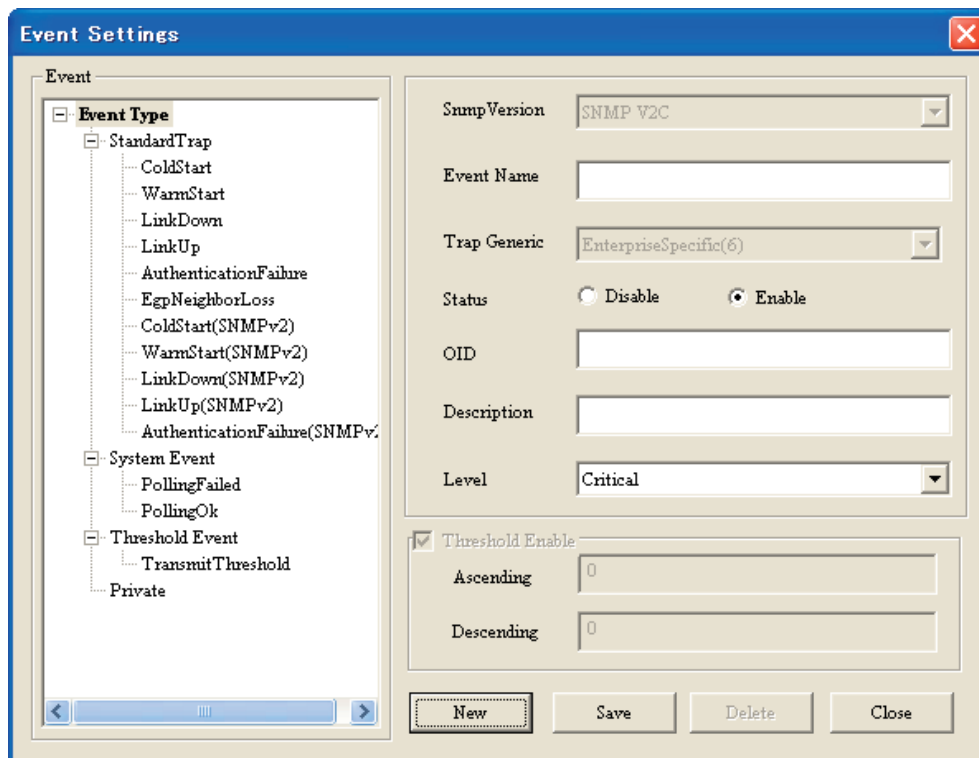 Event Settings
Event
Event Type
StandardTrap
ColdStart
WarmStart
LinkDown
LinkUp
AuthenticationFailure
EgpNeighborLoss
ColdStart(SNMPv2)
WarmStart(SNMPv2)
LinkDown(SNMPv2)
LinkUp(SNMPv2)
AuthenticationFailure(SNMPv2
System Event
PollingFailed
PollingOk
Threshold Event
TransmitThreshold
Private
SnmpVersion SNMP V2C
Event Name
Trap Generic EnterpriseSpecific(6)
Status Disable Enable
OID
Description
Level Critical
Threshold Enable
Ascending 0
Descending 0
New Save Delete Close